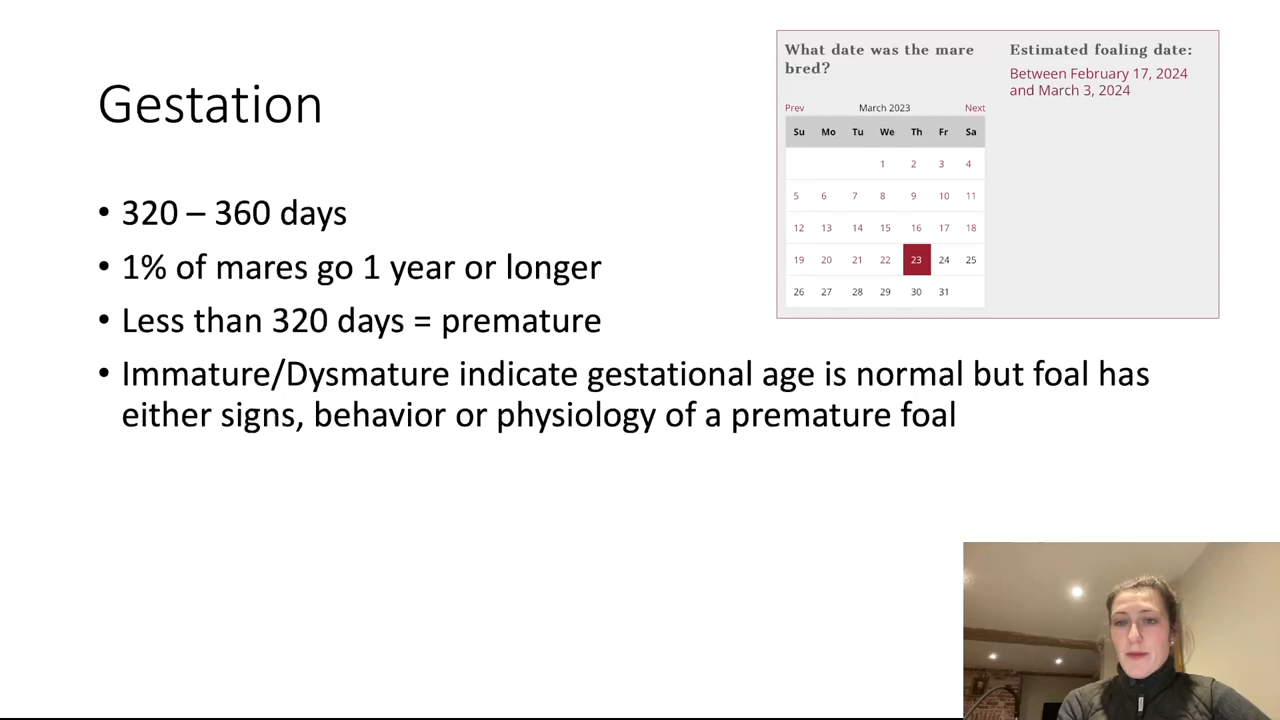 Gestation
• 320 – 360 days
• 1% of mares go 1 year or longer
• Less than 320 days = premature
• Immature/Dysmature indicate gestational age is normal but foal has
either signs, behavior or physiology of a premature foal
What date was the mare
bred?
Prev March 2023 Next
Su Mo Tu We Th Fr Sa
1 2 3 4
5 6 7 8 9 10 11
12 13 14 15 16 17 18
19 20 21 22 23 24 25
26 27 28 29 30 31
Estimated foaling date:
Between February 17, 2024
and March 3, 2024